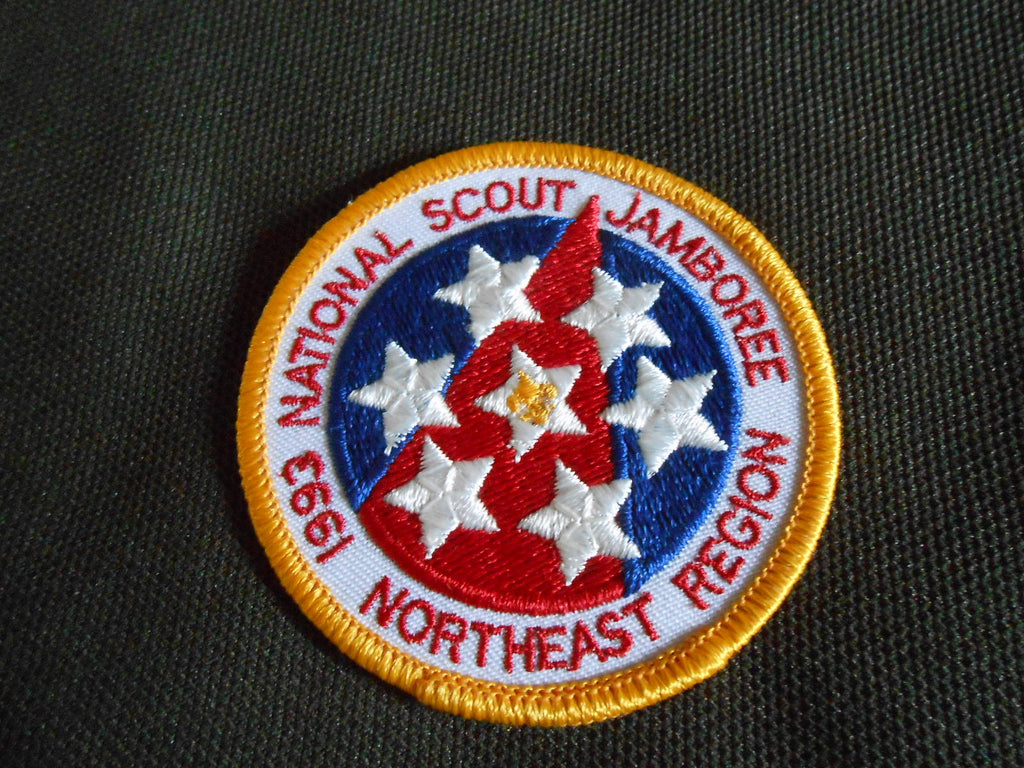 1993 NATIONAL SCOUT JAMBOREE
NORTHEAST REGION